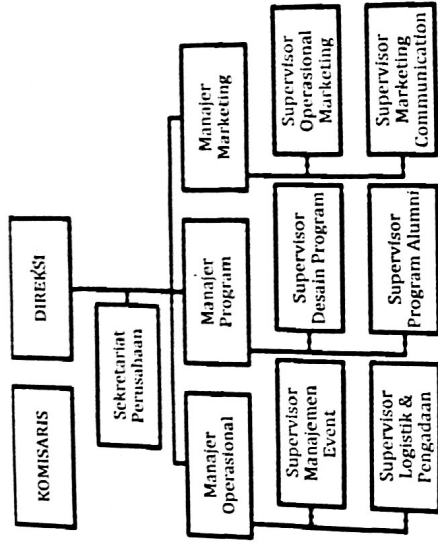 KOMISARIS
DIREKSI
Sekretariat
Perusahaan
Manajer
Operasional
Manajer
Program
Manajer
Marketing
Supervisor
Manajemen
Event
Supervisor
Desain Program
Supervisor
Operasional
Marketing
Supervisor
Logistik &
Pengadaan
Supervisor
Program Alumni
Supervisor
Marketing
Communication